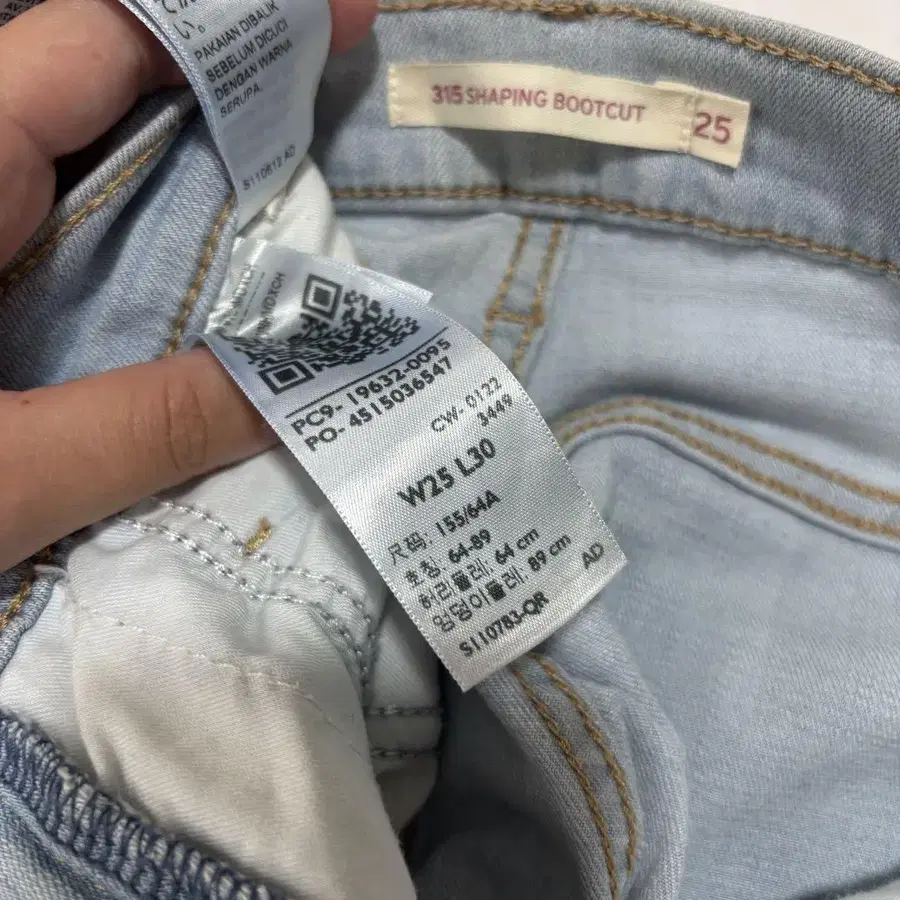 PAKAIAN DIBALIK
SEBELUM DICUCI
DENGAN WARNA
SERUPA.
S110612 AD
315 SHAPING BOOTCUT
25
PC9- 19632-0095
PO- 4515036547
CW- 0122
3449
W25 L30
尺码: 155/64A
호칭: 64-89
허리둘레: 64 cm
엉덩이둘레: 89 cm
S110783-QR
AD